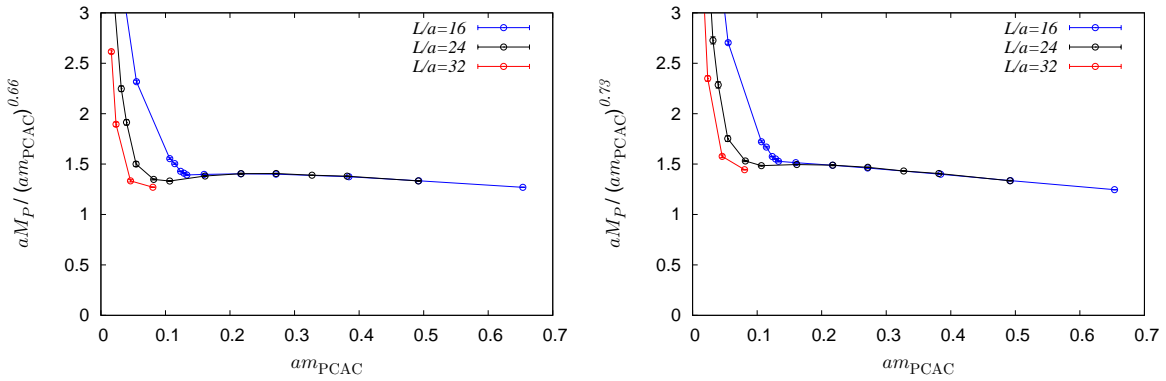 aM_P / (am_PCAC)^0.66
3
2.5
2
1.5
1
0.5
0
0 0.1 0.2 0.3 0.4 0.5 0.6 0.7
am_PCAC
L/a=16
L/a=24
L/a=32
aM_P / (am_PCAC)^0.73
3
2.5
2
1.5
1
0.5
0
0 0.1 0.2 0.3 0.4 0.5 0.6 0.7
am_PCAC
L/a=16
L/a=24
L/a=32